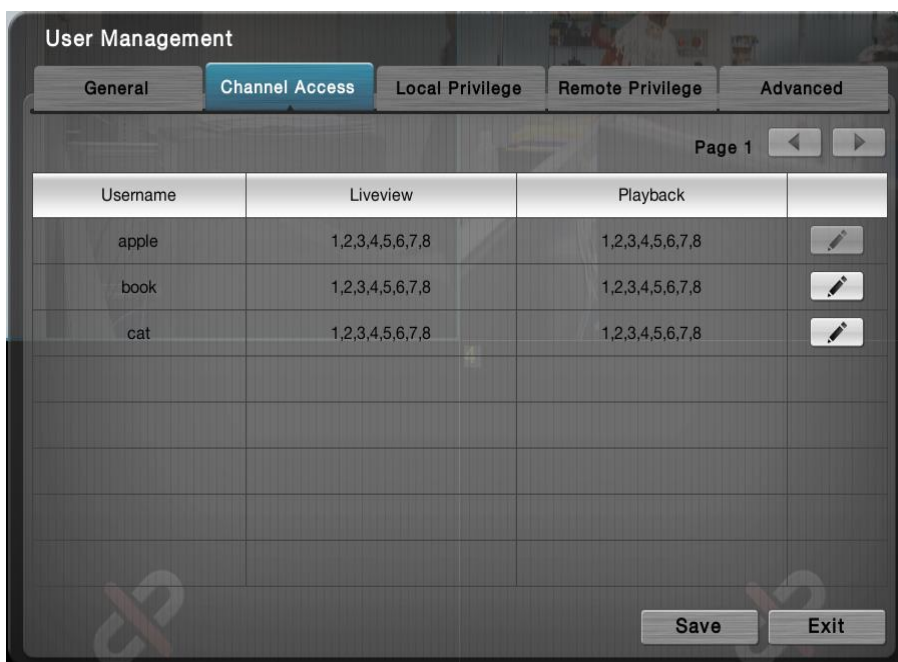 User Management
General Channel Access Local Privilege Remote Privilege Advanced
Page 1
Username Liveview Playback
apple 1,2,3,4,5,6,7,8 1,2,3,4,5,6,7,8
book 1,2,3,4,5,6,7,8 1,2,3,4,5,6,7,8
cat 1,2,3,4,5,6,7,8 1,2,3,4,5,6,7,8
4
Save Exit